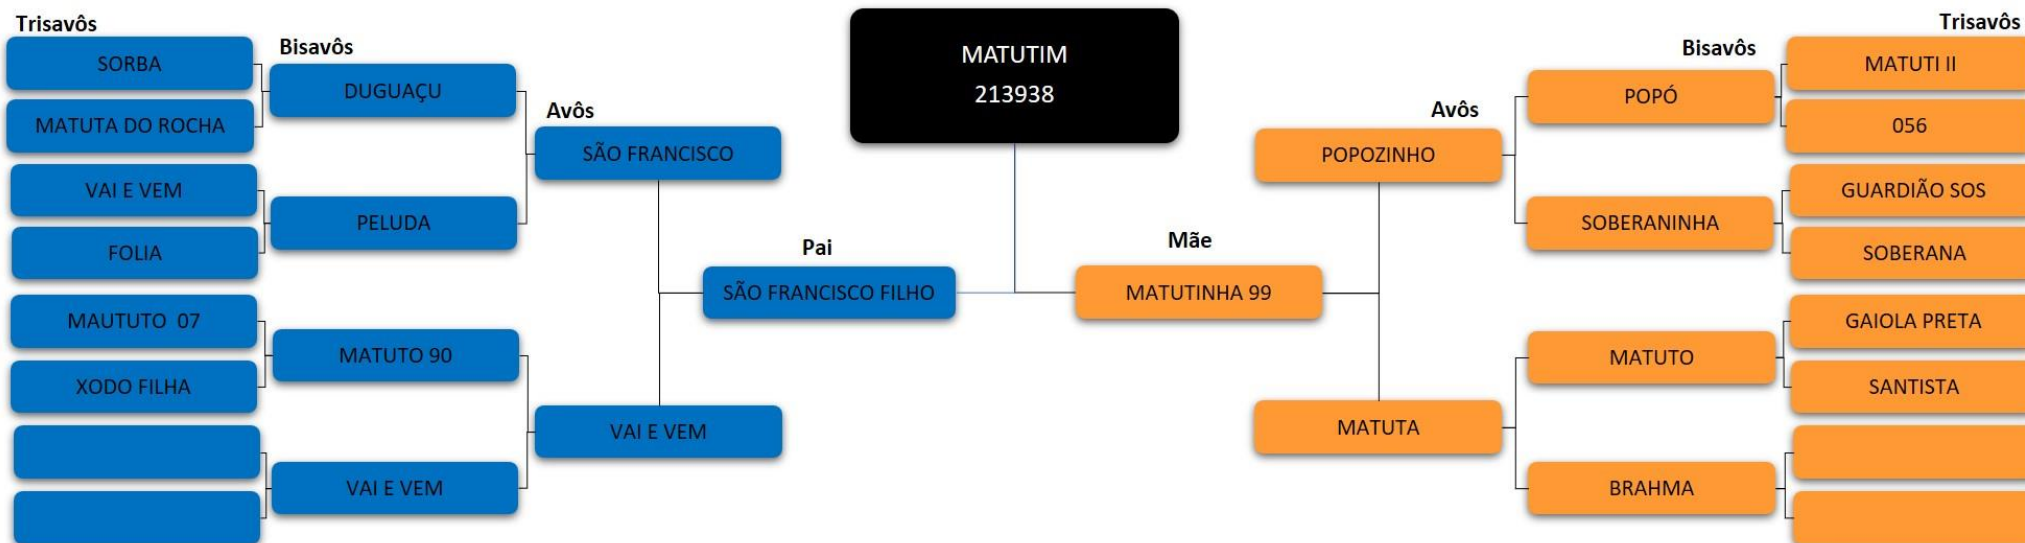 Trisavôs
SORBA
MATUTA DO ROCHA
VAI E VEM
FOLIA
MAUTUTO 07
XODO FILHA
Bisavôs
DUGUAÇU
PELUDA
MATUTO 90
VAI E VEM
Avôs
SÃO FRANCISCO
VAI E VEM
Pai
SÃO FRANCISCO FILHO
MATUTIM
213938
Mãe
MATUTINHA 99
Avôs
POPOZINHO
MATUTA
Bisavôs
POPÓ
SOBERANINHA
MATUTO
BRAHMA
Trisavôs
MATUTI II
056
GUARDIÃO SOS
SOBERANA
GAIOLA PRETA
SANTISTA